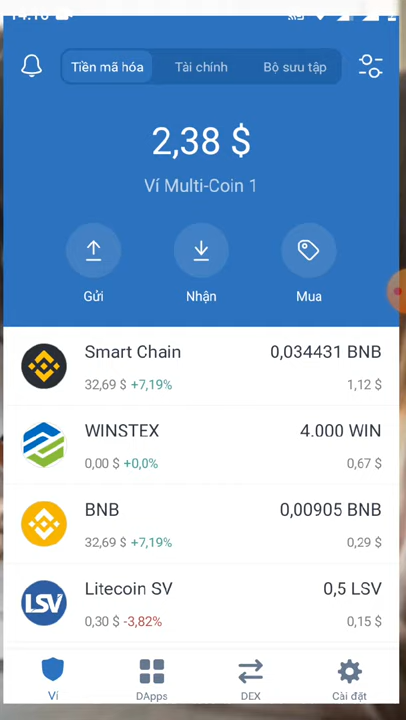 Tiền mã hóa
Tài chính
Bộ sưu tập
2,38 $
Ví Multi-Coin 1
Gửi
Nhận
Mua
Smart Chain
0,034431 BNB
32,69 $ +7,19%
1,12 $
WINSTEX
4.000 WIN
0,00 $ +0,0%
0,67 $
BNB
0,00905 BNB
32,69 $ +7,19%
0,29 $
LSV
Litecoin SV
0,5 LSV
0,30 $ -3,82%
0,15 $
Ví
DApps
DEX
Cài đặt